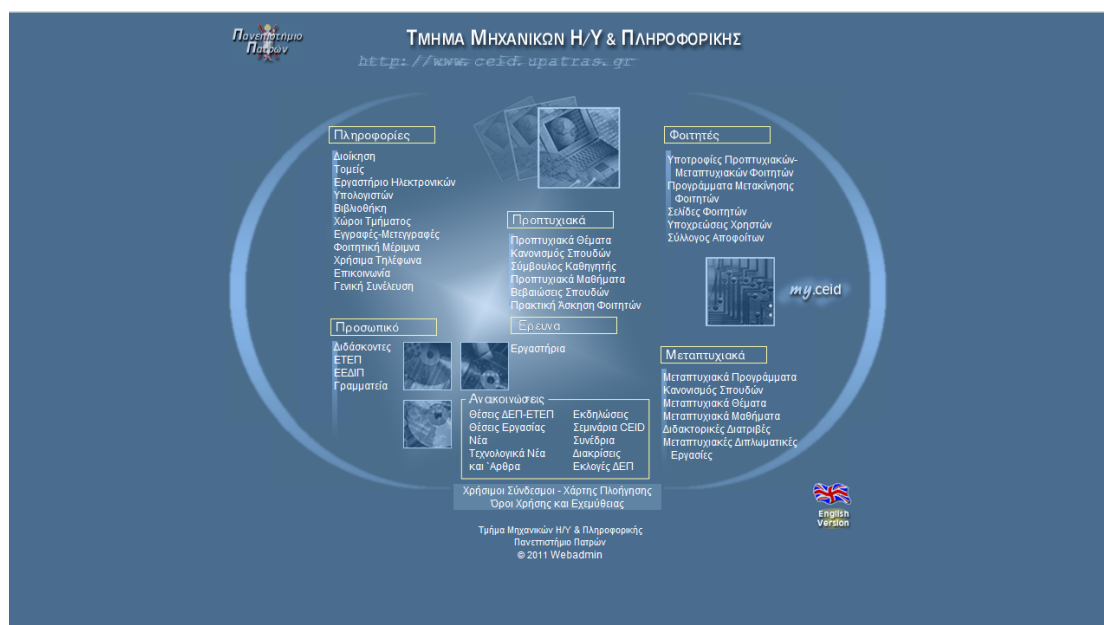 Πανεπιστημιο
Πατρών
Τμημα Μηχανικων Η/Υ & Πληροφορικης
http://www.ceid.upatras.gr
Πληροφορίες
Διοίκηση
Τομείς
Εργαστήριο Ηλεκτρονικών
Υπολογιστών
Βιβλιοθήκη
Χώροι Τμήματος
Εγγραφές-Μετεγγραφές
Φοιτητική Μέριμνα
Χρήσιμα Τηλέφωνα
Επικοινωνία
Γενική Συνέλευση
Προσωπικό
Διδάσκοντες
ΕΤΕΠ
ΕΕΔΙΠ
Γραμματεία
Προπτυχιακά
Προπτυχιακά Θέματα
Κανονισμός Σπουδών
Σύμβουλος Καθηγητής
Προπτυχιακά Μαθήματα
Βεβαιώσεις Σπουδών
Πρακτική Άσκηση Φοιτητών
Ερευνα
Εργαστήρια
Ανακοινώσεις
Θέσεις ΔΕΠ-ΕΤΕΠ
Θέσεις Εργασίας
Νέα
Τεχνολογικά Νέα
και `Αρθρα
Εκδηλώσεις
Σεμινάρια CEID
Συνέδρια
Διακρίσεις
Εκλογές ΔΕΠ
Φοιτητές
Υποτροφίες Προπτυχιακών-
Μεταπτυχιακών Φοιτητών
Προγράμματα Μετακίνησης
Φοιτητών
Σελίδες Φοιτητών
Υποχρεώσεις Χρηστών
Σύλλογος Αποφοίτων
my.ceid
Μεταπτυχιακά
Μεταπτυχιακά Προγράμματα
Κανονισμός Σπουδών
Μεταπτυχιακά Θέματα
Μεταπτυχιακά Μαθήματα
Διδακτορικές Διατριβές
Μεταπτυχιακές Διπλωματικές
Εργασίες
Χρήσιμοι Σύνδεσμοι - Χάρτης Πλοήγησης
Όροι Χρήσης και Εχεμύθειας
English
Version
Τμήμα Μηχανικών Η/Υ & Πληροφορικής
Πανεπιστήμιο Πατρών
© 2011 Webadmin